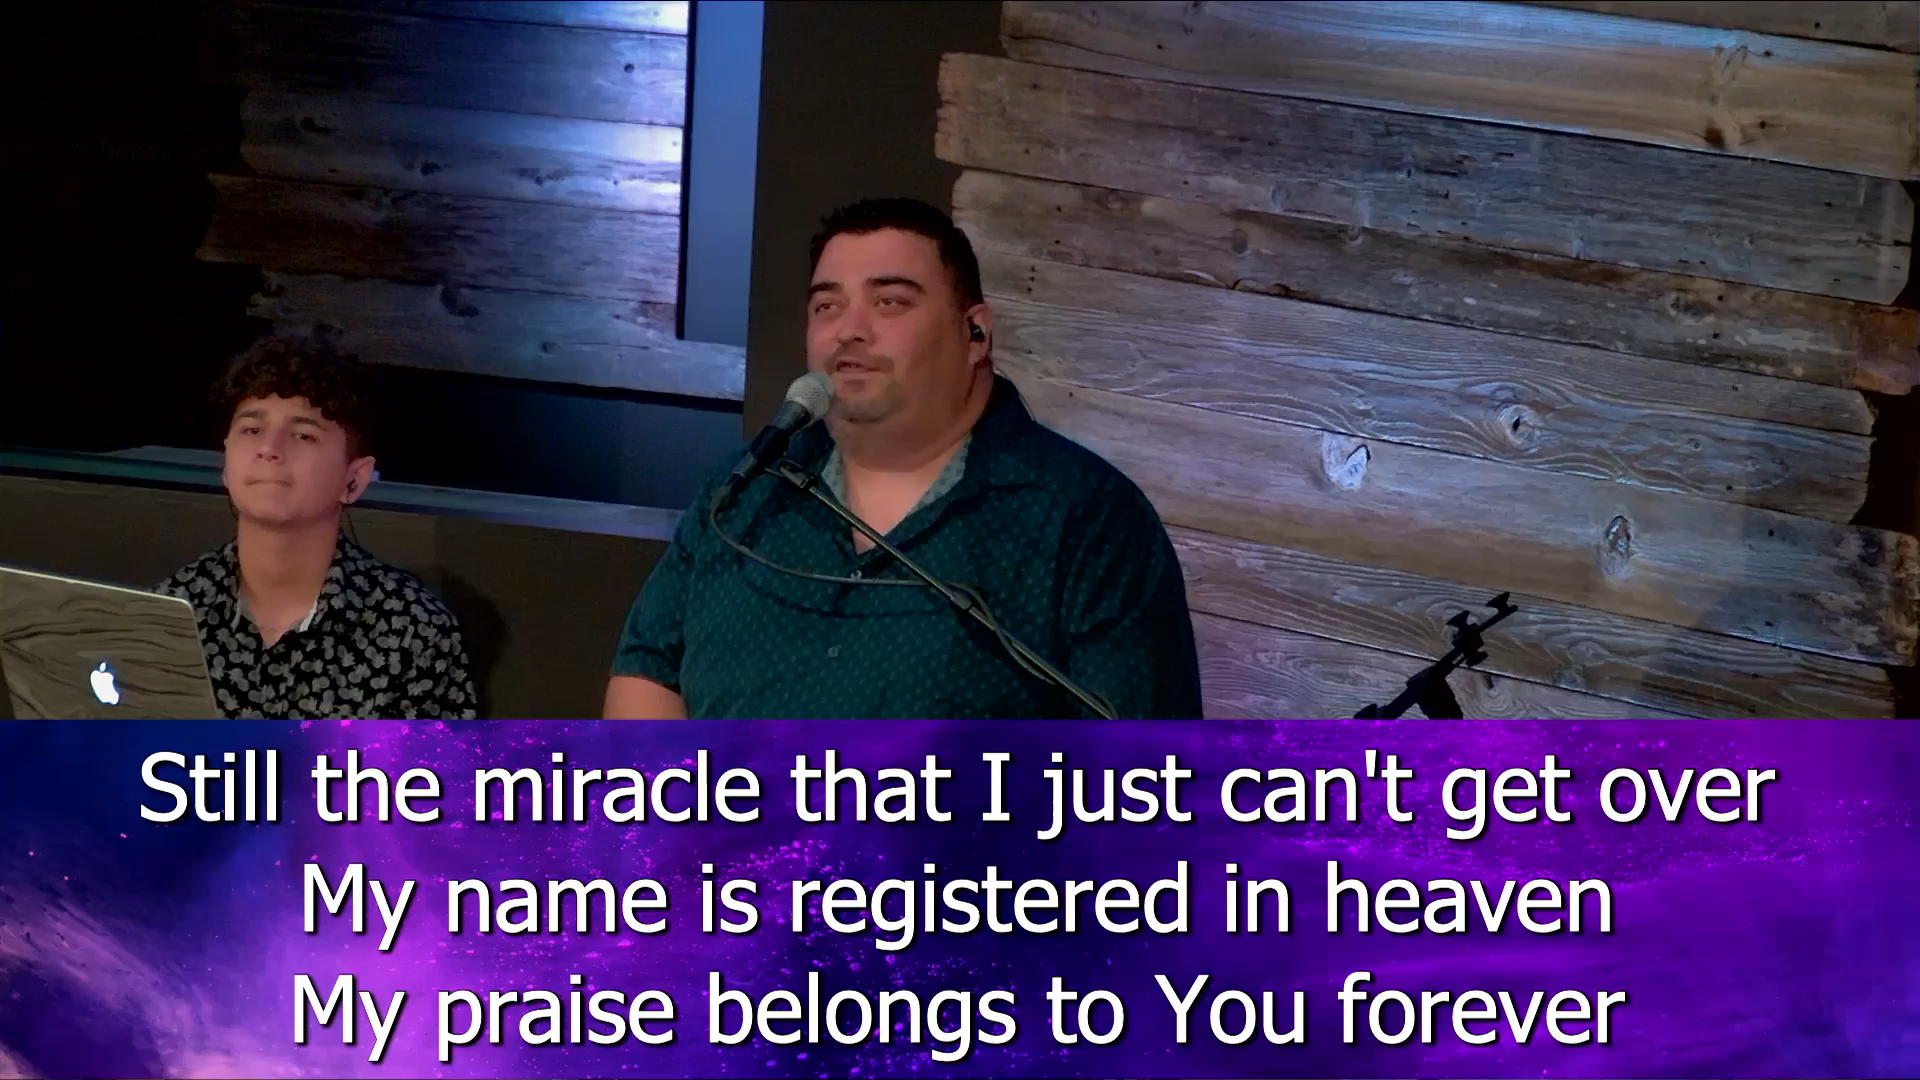 Still the miracle that I just can't get over
My name is registered in heaven
My praise belongs to You forever